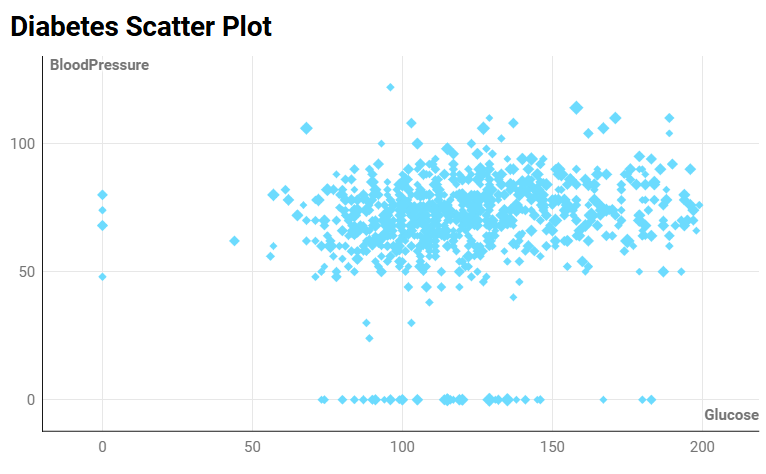 Diabetes Scatter Plot
BloodPressure
100
50
0
Glucose
0 50 100 150 200